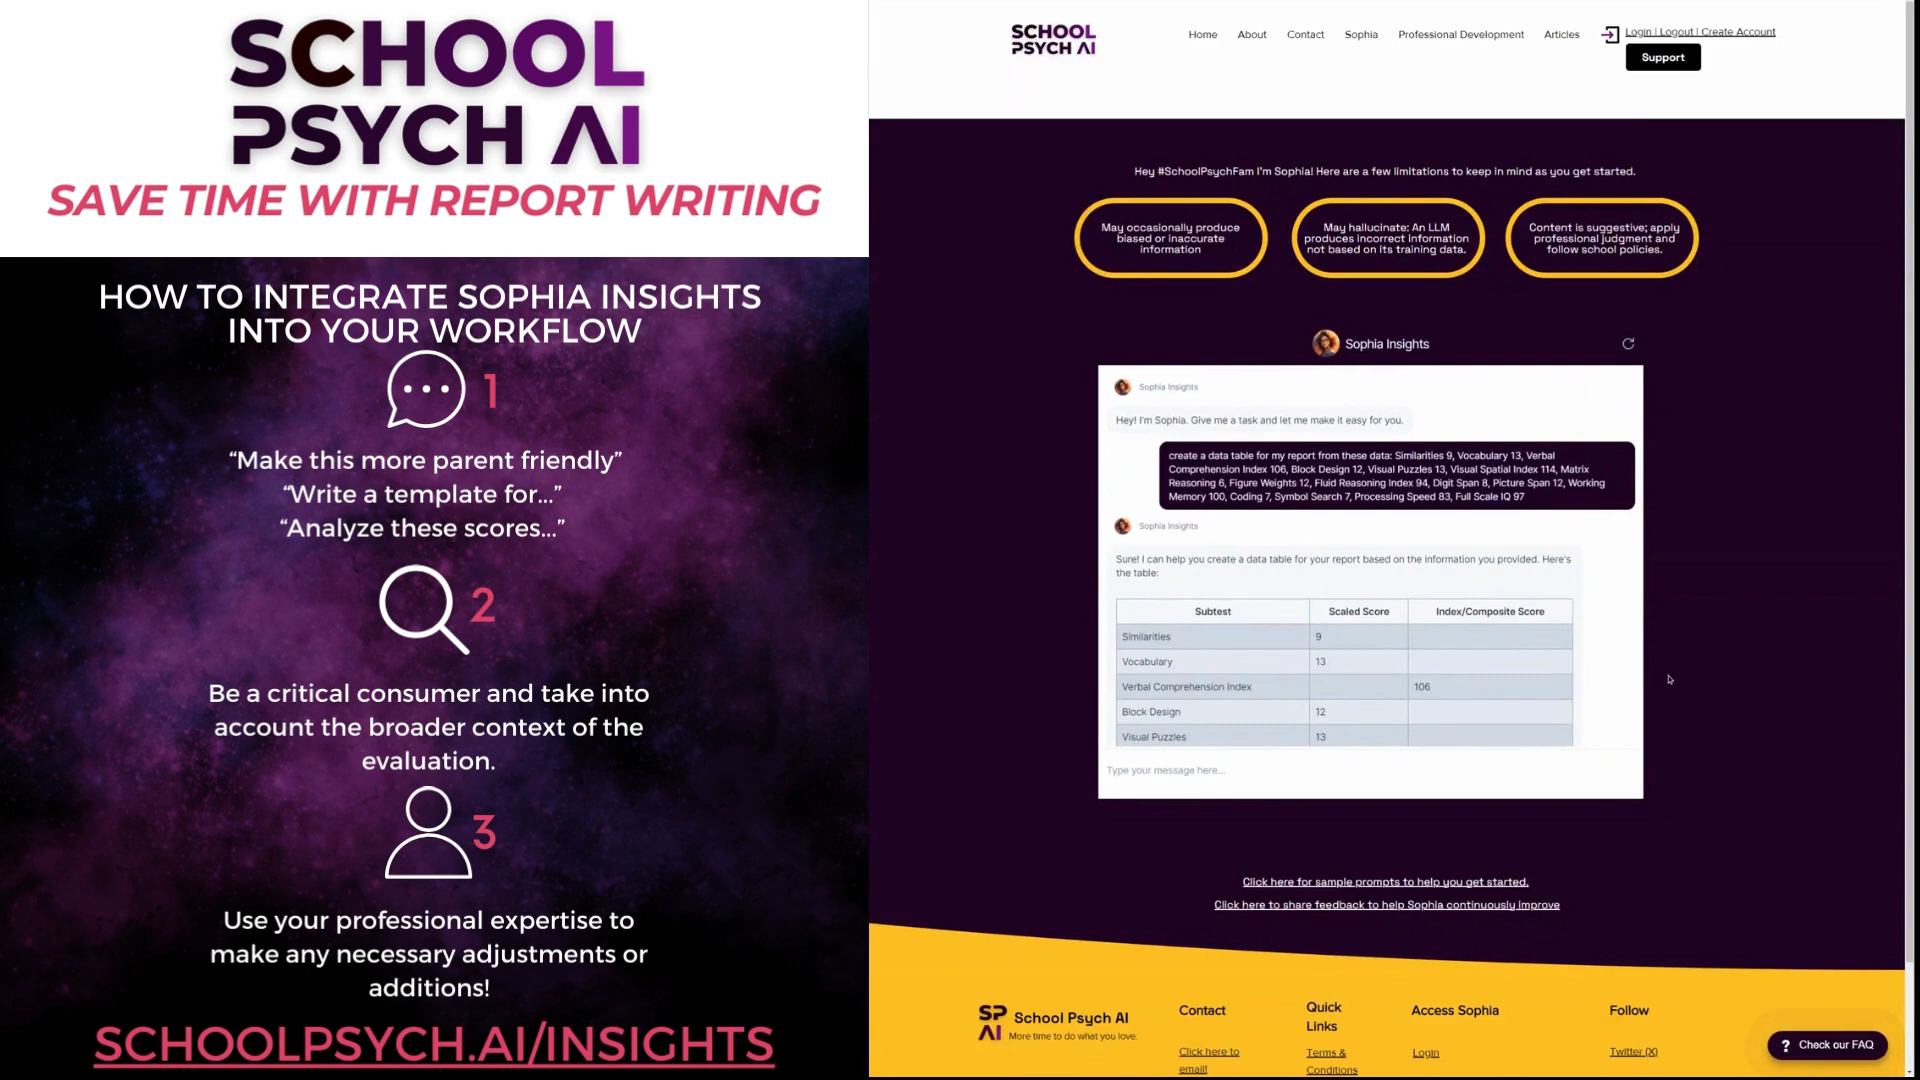 SCHOOL
PSYCH AI
SAVE TIME WITH REPORT WRITING
HOW TO INTEGRATE SOPHIA INSIGHTS
INTO YOUR WORKFLOW
1
“Make this more parent friendly”
“Write a template for...”
“Analyze these scores...”
2
Be a critical consumer and take into
account the broader context of the
evaluation.
3
Use your professional expertise to
make any necessary adjustments or
additions!
SCHOOLPSYCH.AI/INSIGHTS
SCHOOL
PSYCH AI
Home About Contact Sophia Professional Development Articles
Login | Logout | Create Account
Support
Hey #SchoolPsychFam I'm Sophia! Here are a few limitations to keep in mind as you get started.
May occasionally produce
biased or inaccurate
information
May hallucinate: An LLM
produces incorrect information
not based on its training data.
Content is suggestive; apply
professional judgment and
follow school policies.
Sophia Insights
Sophia Insights
Hey! I'm Sophia. Give me a task and let me make it easy for you.
create a data table for my report from these data: Similarities 9, Vocabulary 13, Verbal
Comprehension Index 106, Block Design 12, Visual Puzzles 13, Visual Spatial Index 114, Matrix
Reasoning 6, Figure Weights 12, Fluid Reasoning Index 94, Digit Span 8, Picture Span 12, Working
Memory 100, Coding 7, Symbol Search 7, Processing Speed 83, Full Scale IQ 97
Sophia Insights
Sure! I can help you create a data table for your report based on the information you provided. Here's
the table:
Subtest Scaled Score Index/Composite Score
Similarities 9
Vocabulary 13
Verbal Comprehension Index 106
Block Design 12
Visual Puzzles 13
Type your message here...
Click here for sample prompts to help you get started.
Click here to share feedback to help Sophia continuously improve
SP
AI
School Psych AI
More time to do what you love.
Contact
Click here to
email!
Quick
Links
Terms &
Conditions
Access Sophia
Login
Follow
Twitter (X)
? Check our FAQ